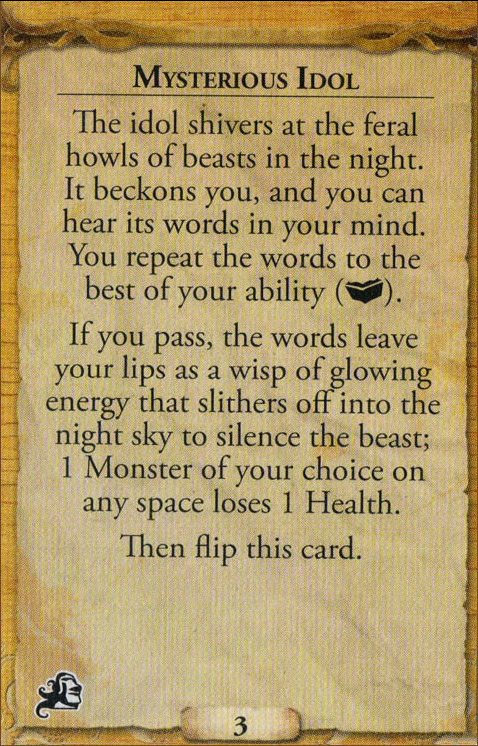 Mysterious Idol
The idol shivers at the feral
howls of beasts in the night.
It beckons you, and you can
hear its words in your mind.
You repeat the words to the
best of your ability ( ).
If you pass, the words leave
your lips as a wisp of glowing
energy that slithers off into the
night sky to silence the beast;
1 Monster of your choice on
any space loses 1 Health.
Then flip this card.
3